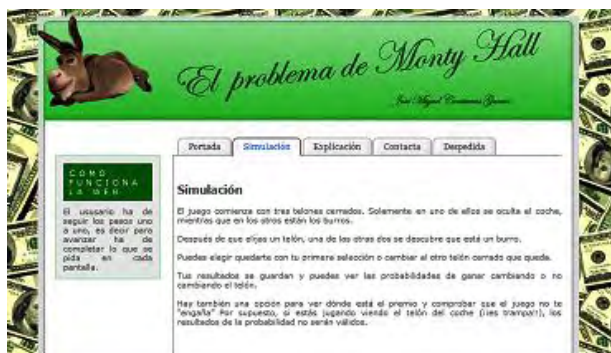 El problema de Monty Hall
José Miguel Contreras García
Portada Simulación Explicación Contacta Despedida
COMO
FUNCIONA
LA WEB
El ususario ha de
seguir los pasos uno
a uno, es decir para
avanzar ha de
completar lo que se
pida en cada
pantalla.
Simulación
El juego comienza con tres telones cerrados. Solamente en uno de ellos se oculta el coche,
mientras que en los otros están los burros.
Después de que elijas un telón, una de las otras dos se descubre que está un burro.
Puedes elegir quedarte con tu primera selección o cambiar al otro telón cerrado que queda.
Tus resultados se guardan y puedes ver las probabilidades de ganar cambiando o no
cambiando el telón.
Hay también una opción para ver dónde está el premio y comprobar que el juego no te
"engaña" Por supuesto, si estás jugando viendo el telón del coche (¡¡es trampa!!), los
resultados de la probabilidad no serán válidos.